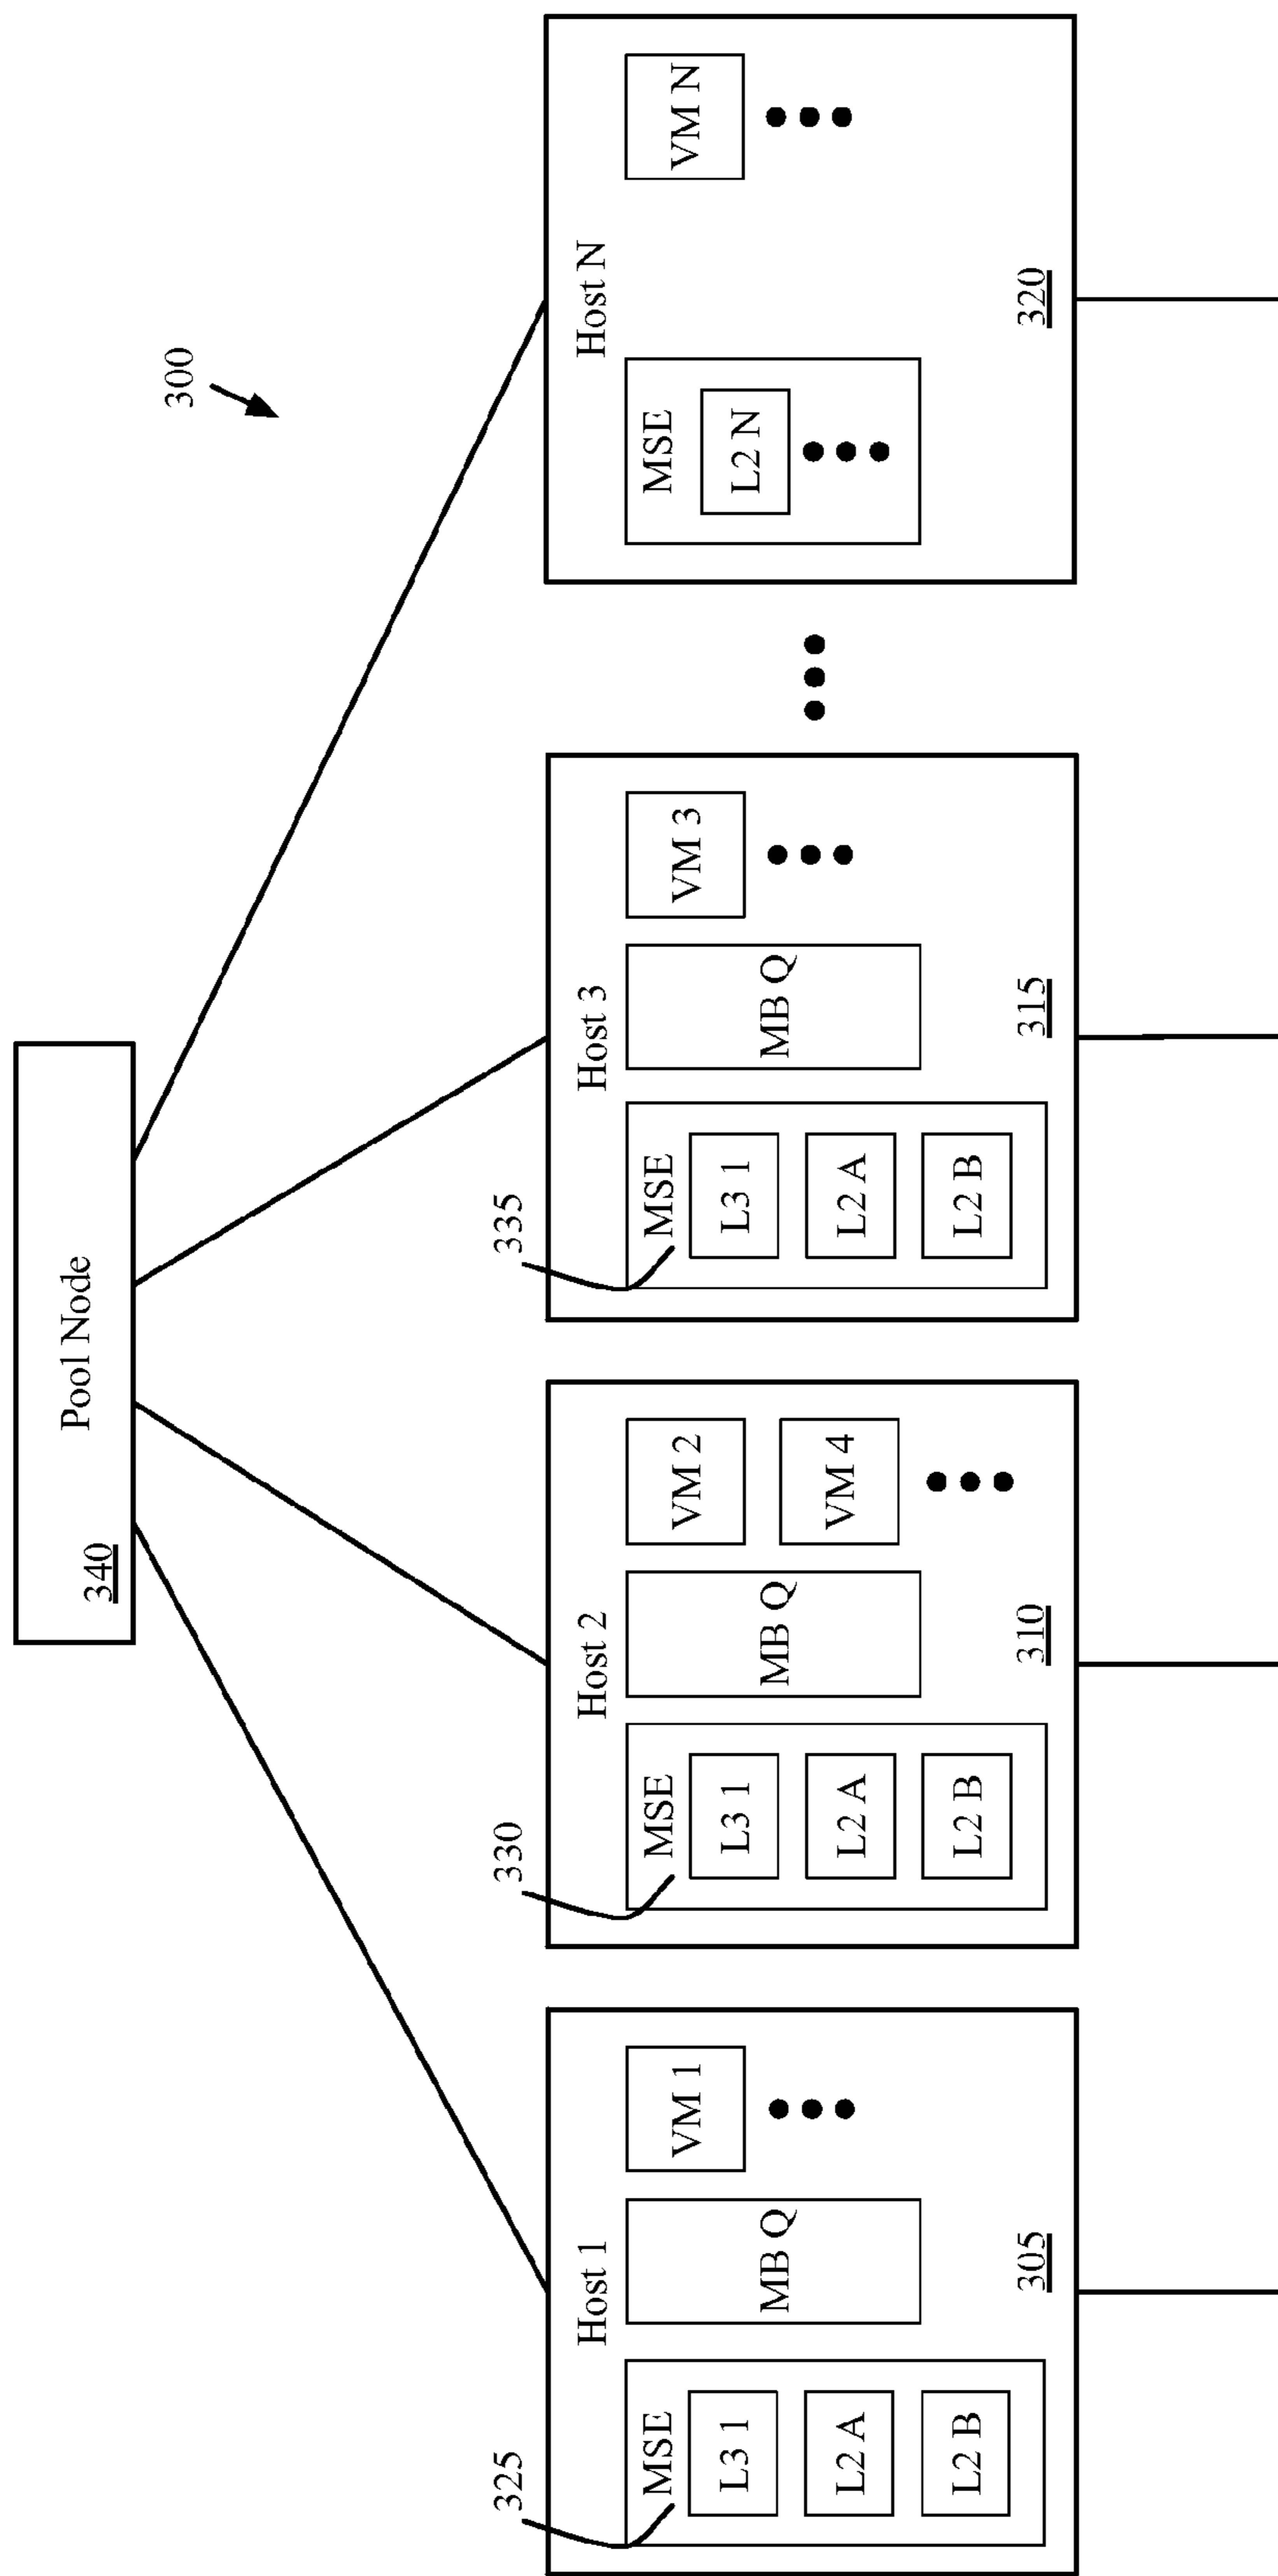 300
Pool Node
340
Host 1
325
MSE
L3 1
L2 A
L2 B
MB Q
VM 1
305
Host 2
330
MSE
L3 1
L2 A
L2 B
MB Q
VM 2
VM 4
310
Host 3
335
MSE
L3 1
L2 A
L2 B
MB Q
VM 3
315
Host N
MSE
L2 N
VM N
320